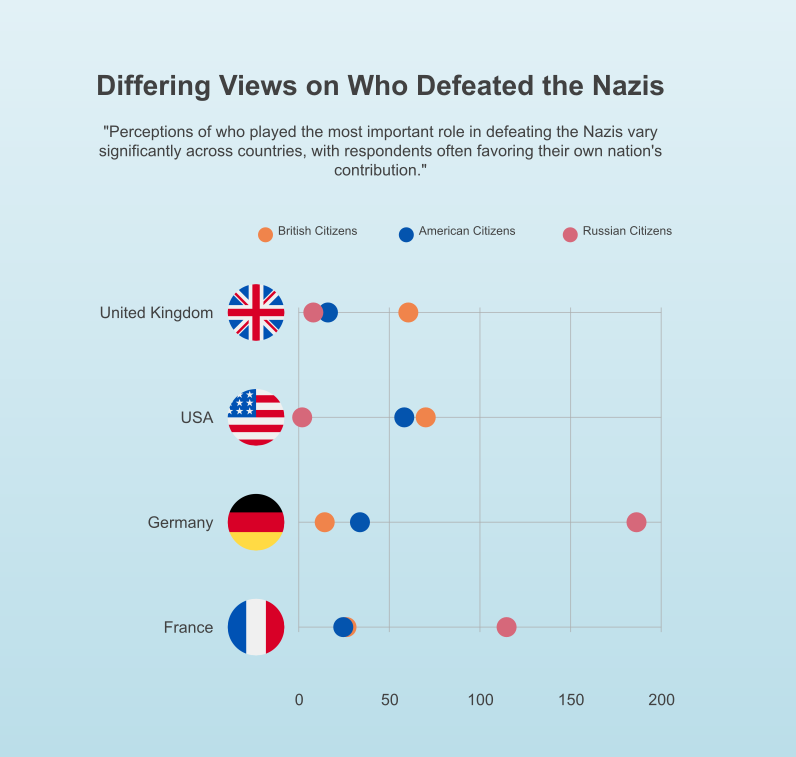 Differing Views on Who Defeated the Nazis
"Perceptions of who played the most important role in defeating the Nazis vary
significantly across countries, with respondents often favoring their own nation's
contribution."
British Citizens
American Citizens
Russian Citizens
United Kingdom
USA
Germany
France
0 50 100 150 200